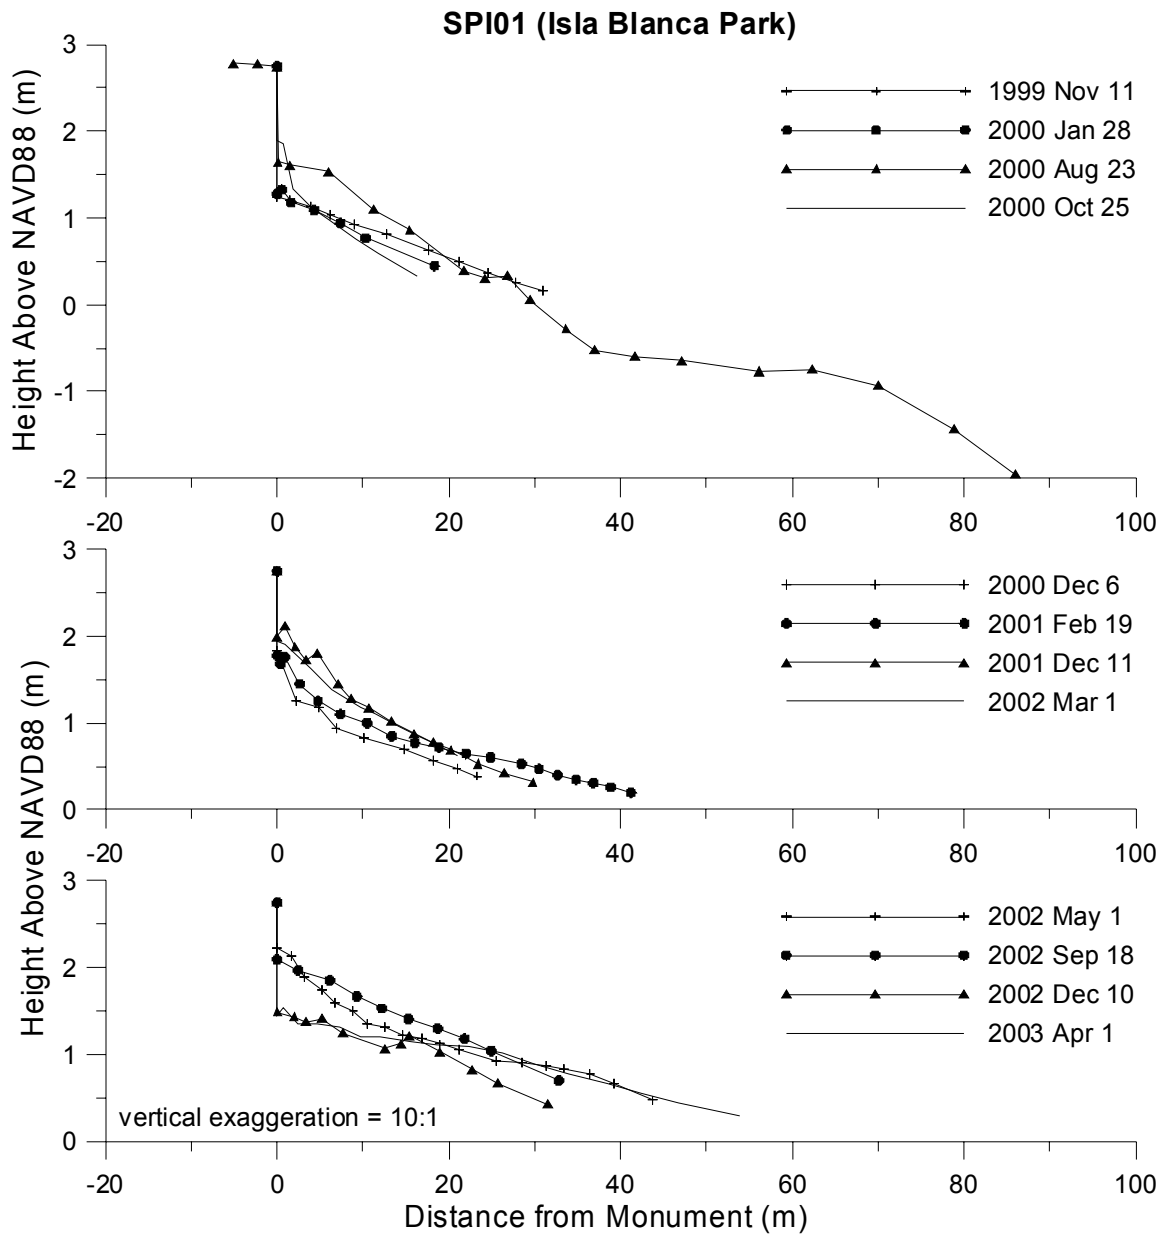 SPI01 (Isla Blanca Park)
Height Above NAVD88 (m)
3
2
1
0
-1
-2
1999 Nov 11
2000 Jan 28
2000 Aug 23
2000 Oct 25
-20 0 20 40 60 80 100
Height Above NAVD88 (m)
3
2
1
0
2000 Dec 6
2001 Feb 19
2001 Dec 11
2002 Mar 1
-20 0 20 40 60 80 100
3
2
1
0
2002 May 1
2002 Sep 18
2002 Dec 10
2003 Apr 1
vertical exaggeration = 10:1
-20 0 20 40 60 80 100
Distance from Monument (m)